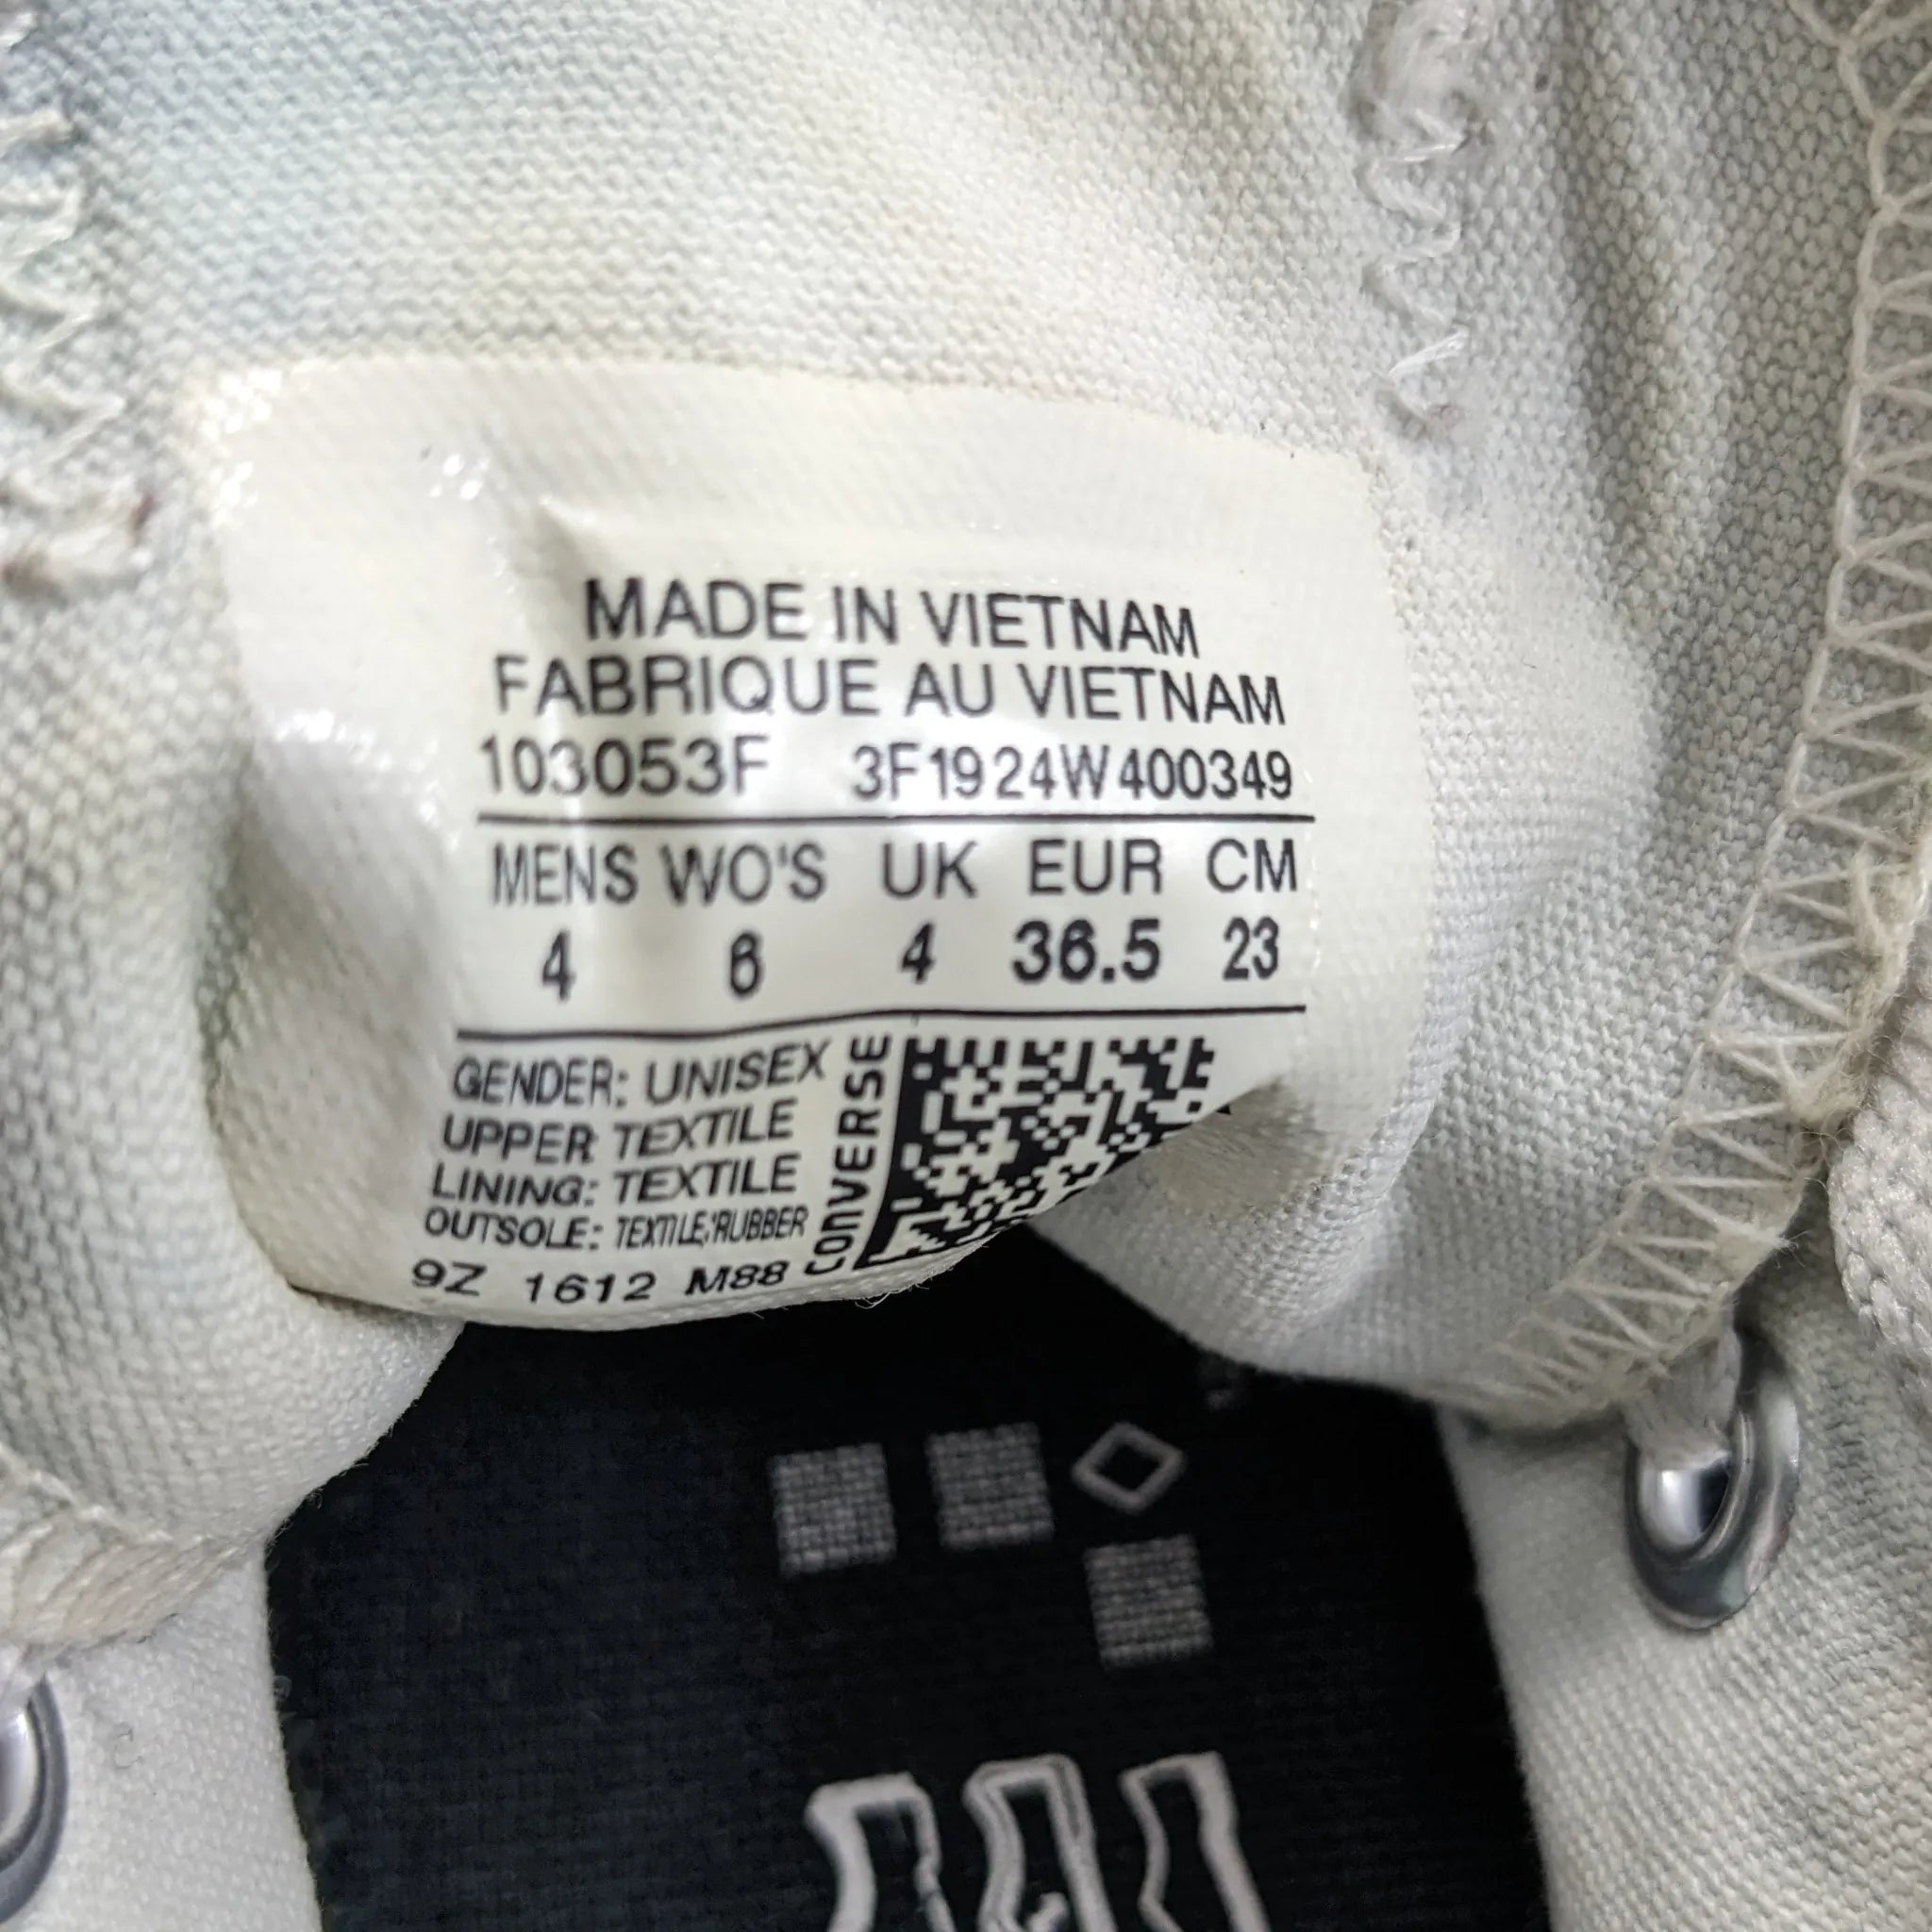 MADE IN VIETNAM
FABRIQUE AU VIETNAM
103053F 3F1924W400349
MENS WO'S UK EUR CM
4 6 4 36.5 23
GENDER: UNISEX
UPPER TEXTILE
LINING: TEXTILE
OUTSOLE: TEXTILE/RUBBER
9Z 1612 M88
CONVERSE